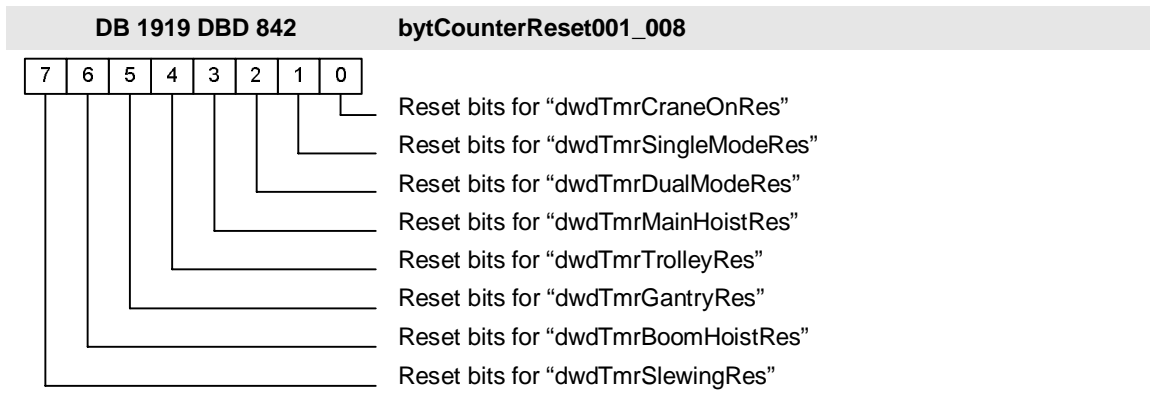 DB 1919 DBD 842 bytCounterReset001_008
7 6 5 4 3 2 1 0
Reset bits for “dwdTmrCraneOnRes”
Reset bits for “dwdTmrSingleModeRes”
Reset bits for “dwdTmrDualModeRes”
Reset bits for “dwdTmrMainHoistRes”
Reset bits for “dwdTmrTrolleyRes”
Reset bits for “dwdTmrGantryRes”
Reset bits for “dwdTmrBoomHoistRes”
Reset bits for “dwdTmrSlewingRes”